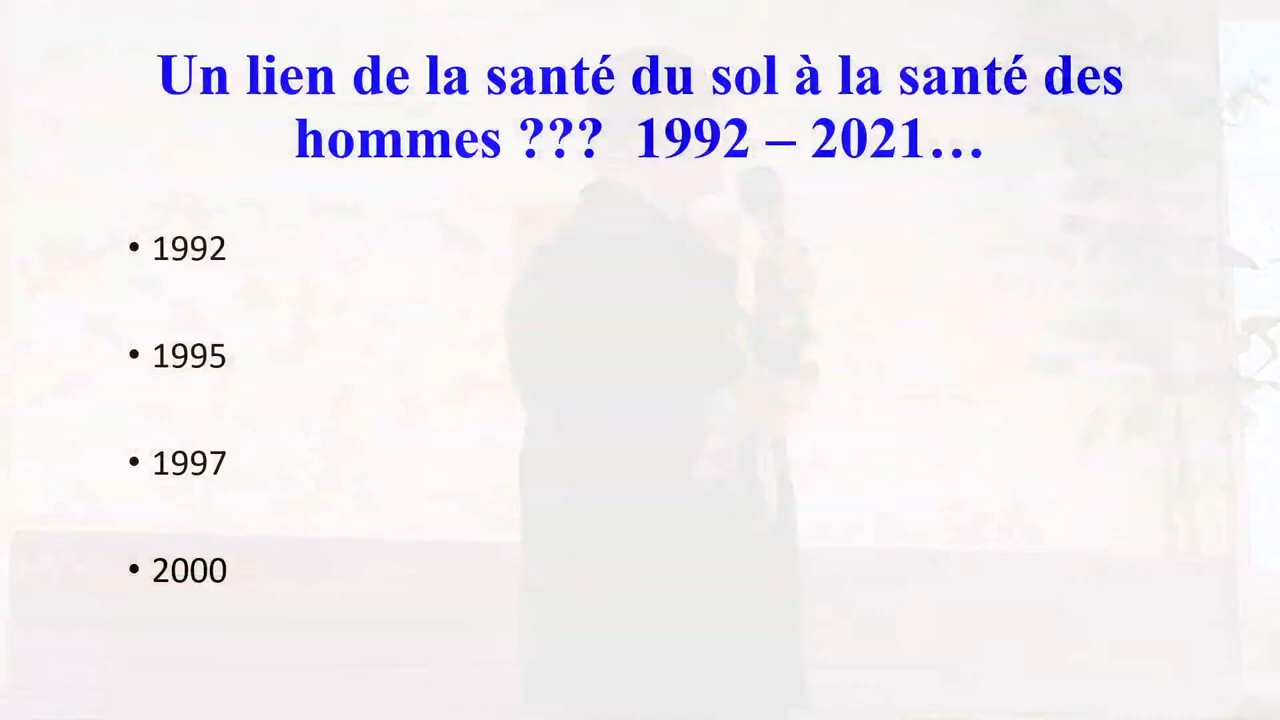 Un lien de la santé du sol à la santé des
hommes ??? 1992 – 2021…
• 1992
• 1995
• 1997
• 2000